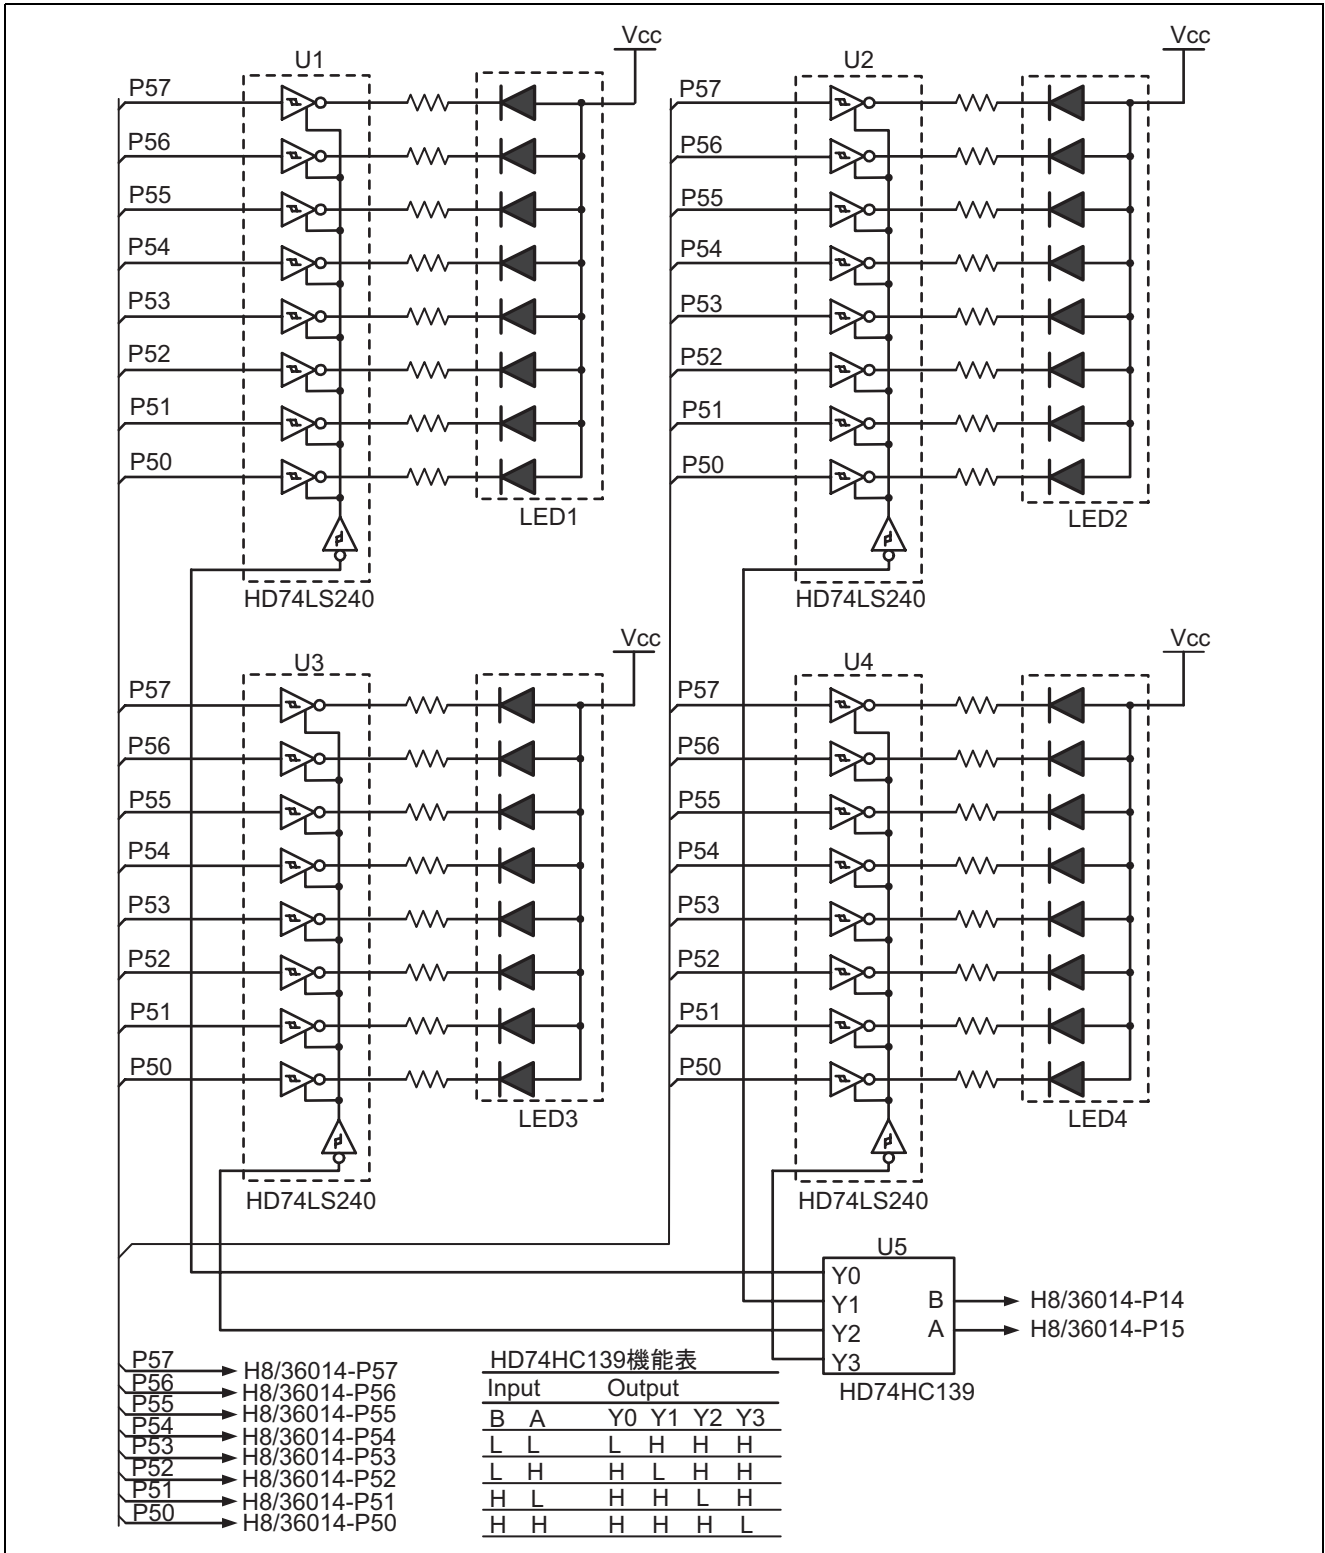 Vcc
Vcc
U1
U2
P57
P56
P55
P54
P53
P52
P51
P50
LED1
HD74LS240
P57
P56
P55
P54
P53
P52
P51
P50
LED2
HD74LS240
Vcc
Vcc
U3
U4
P57
P56
P55
P54
P53
P52
P51
P50
LED3
HD74LS240
P57
P56
P55
P54
P53
P52
P51
P50
LED4
HD74LS240
U5
Y0
Y1
Y2
Y3
B
A
H8/36014-P14
H8/36014-P15
HD74HC139
P57 H8/36014-P57
P56 H8/36014-P56
P55 H8/36014-P55
P54 H8/36014-P54
P53 H8/36014-P53
P52 H8/36014-P52
P51 H8/36014-P51
P50 H8/36014-P50
HD74HC139機能表
Input Output
B A Y0 Y1 Y2 Y3
L L L H H H
L H H L H H
H L H H L H
H H H H H L